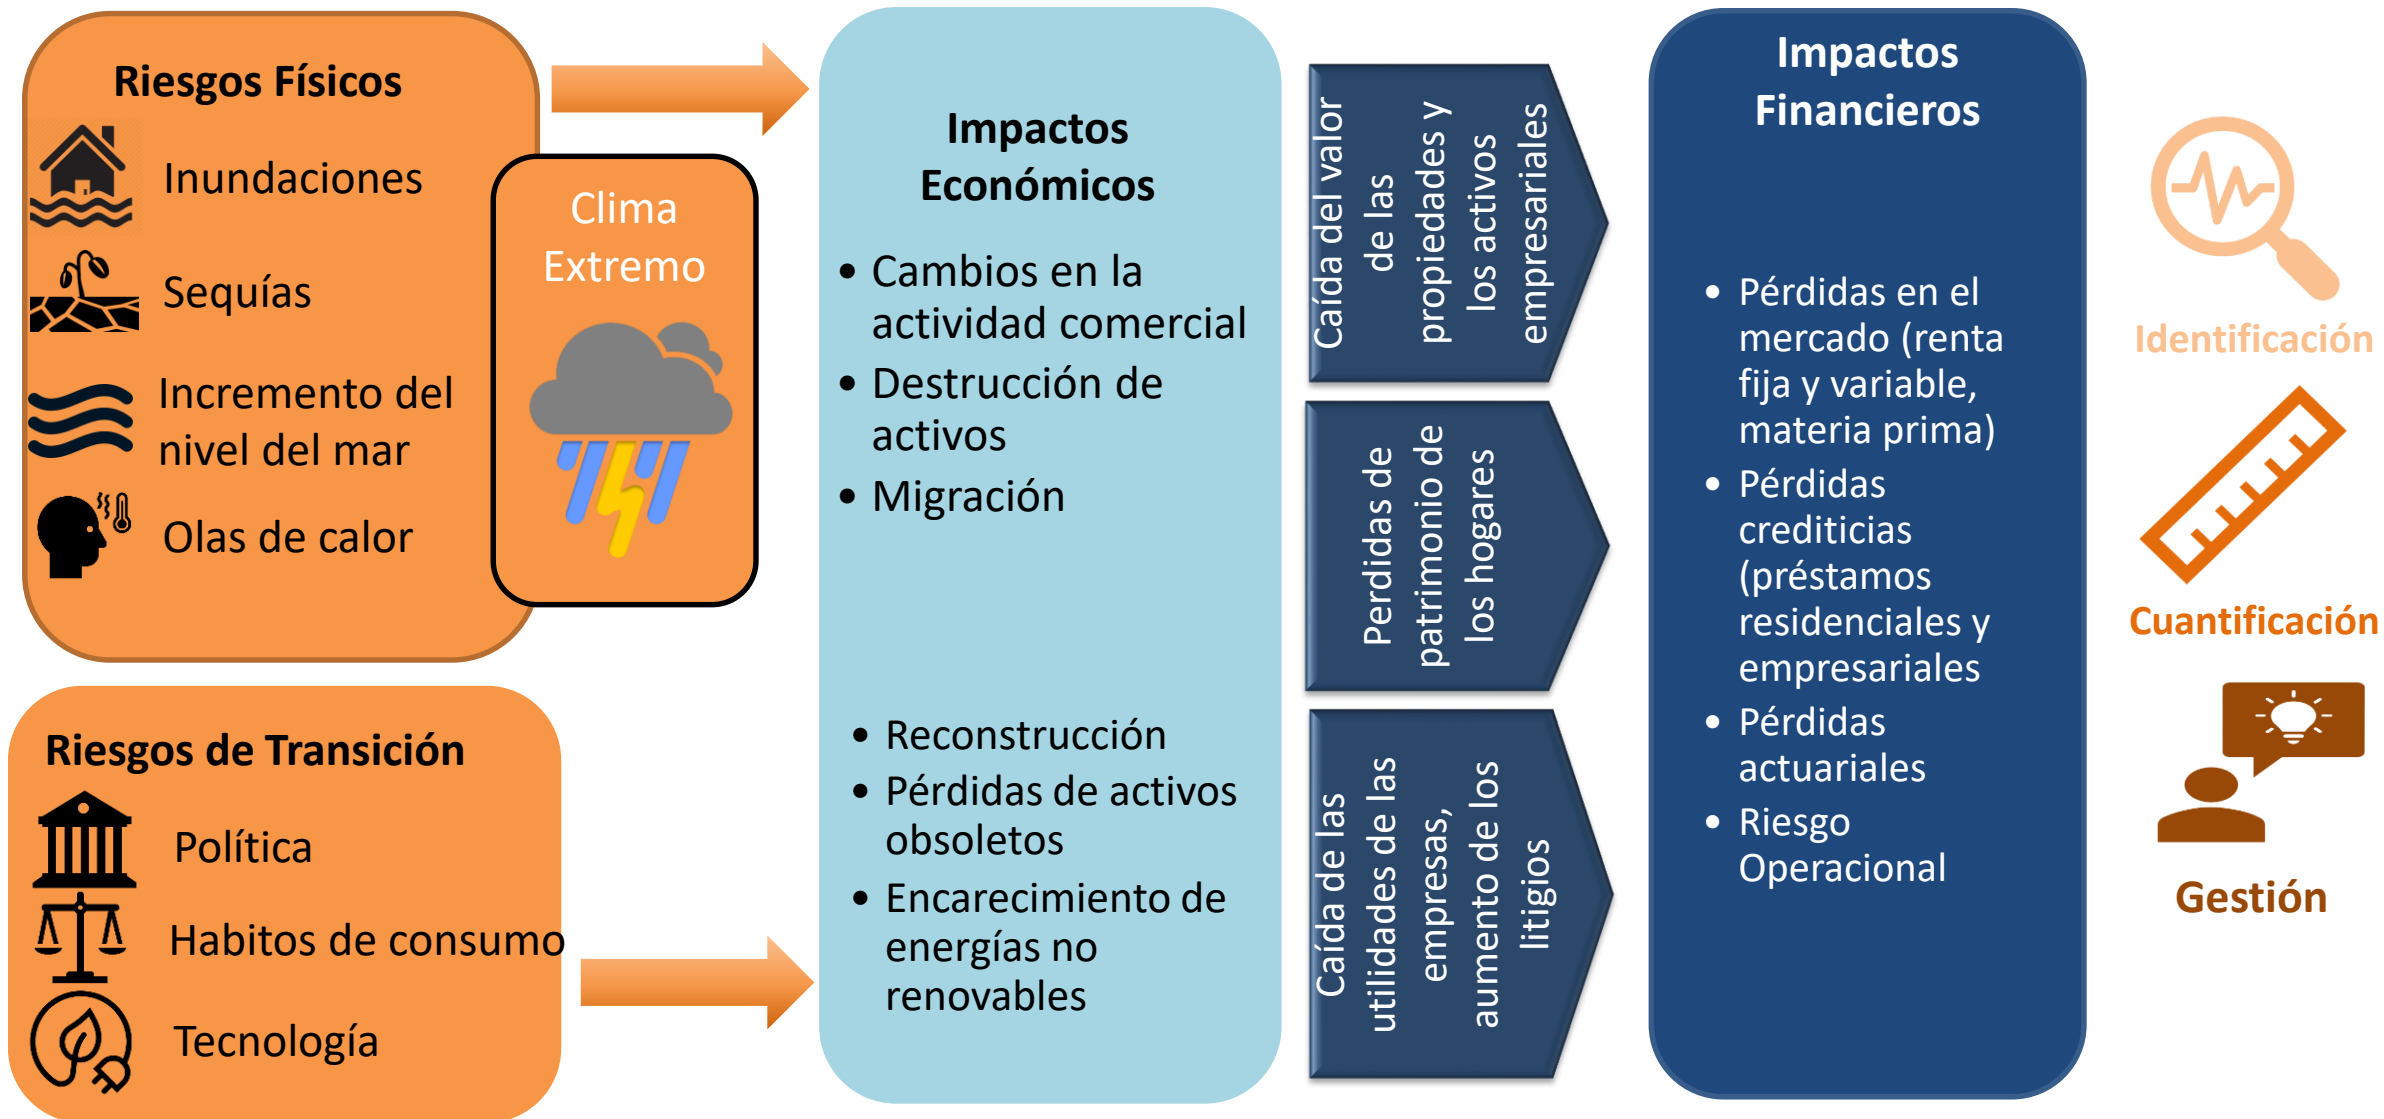 Riesgos Físicos
Inundaciones
Sequías
Incremento del
nivel del mar
Olas de calor
Clima
Extremo
Riesgos de Transición
Política
Habitos de consumo
Tecnología
Impactos
Económicos
• Cambios en la
actividad comercial
• Destrucción de
activos
• Migración
• Reconstrucción
• Pérdidas de activos
obsoletos
• Encarecimiento de
energías no
renovables
Caída del valor
de las
propiedades y
los activos
empresariales
Perdidas de
patrimonio de
los hogares
Caída de las
utilidades de las
empresas,
aumento de los
litigios
Impactos
Financieros
• Pérdidas en el
mercado (renta
fija y variable,
materia prima)
• Pérdidas
crediticias
(préstamos
residenciales y
empresariales
• Pérdidas
actuariales
• Riesgo
Operacional
Identificación
Cuantificación
Gestión